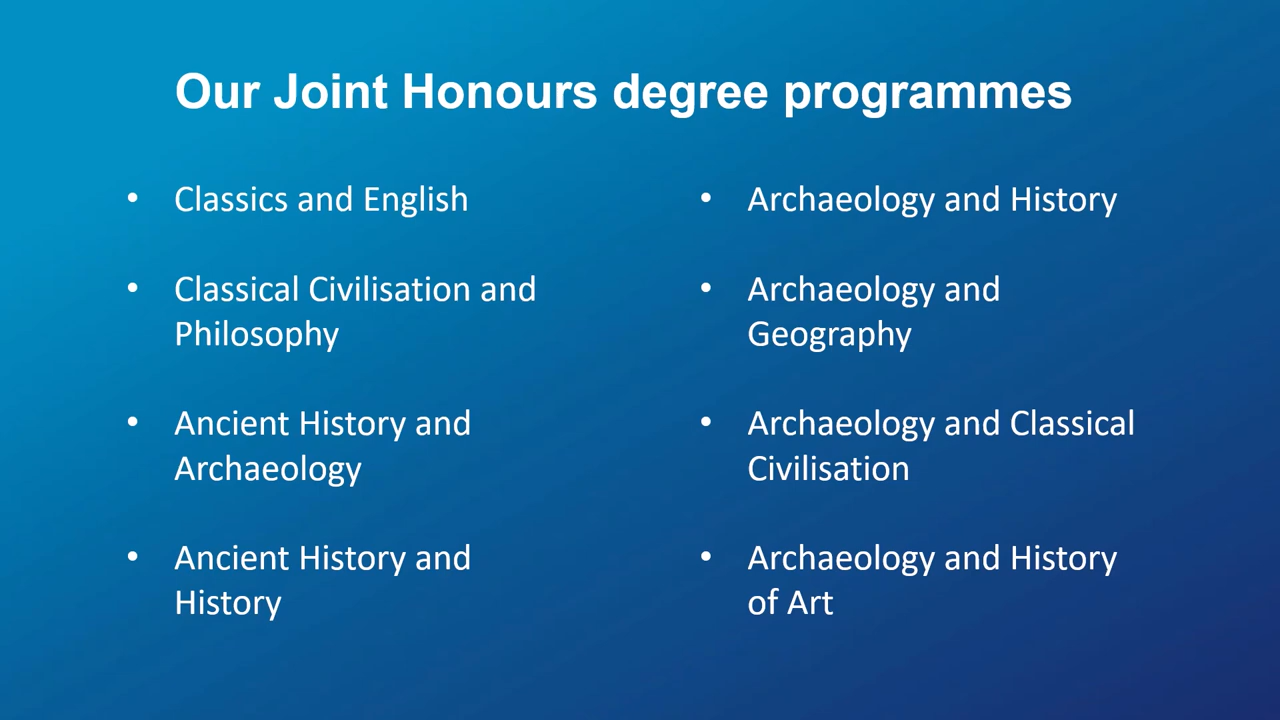 Our Joint Honours degree programmes
• Classics and English
• Classical Civilisation and
Philosophy
• Ancient History and
Archaeology
• Ancient History and
History
• Archaeology and History
• Archaeology and
Geography
• Archaeology and Classical
Civilisation
• Archaeology and History
of Art